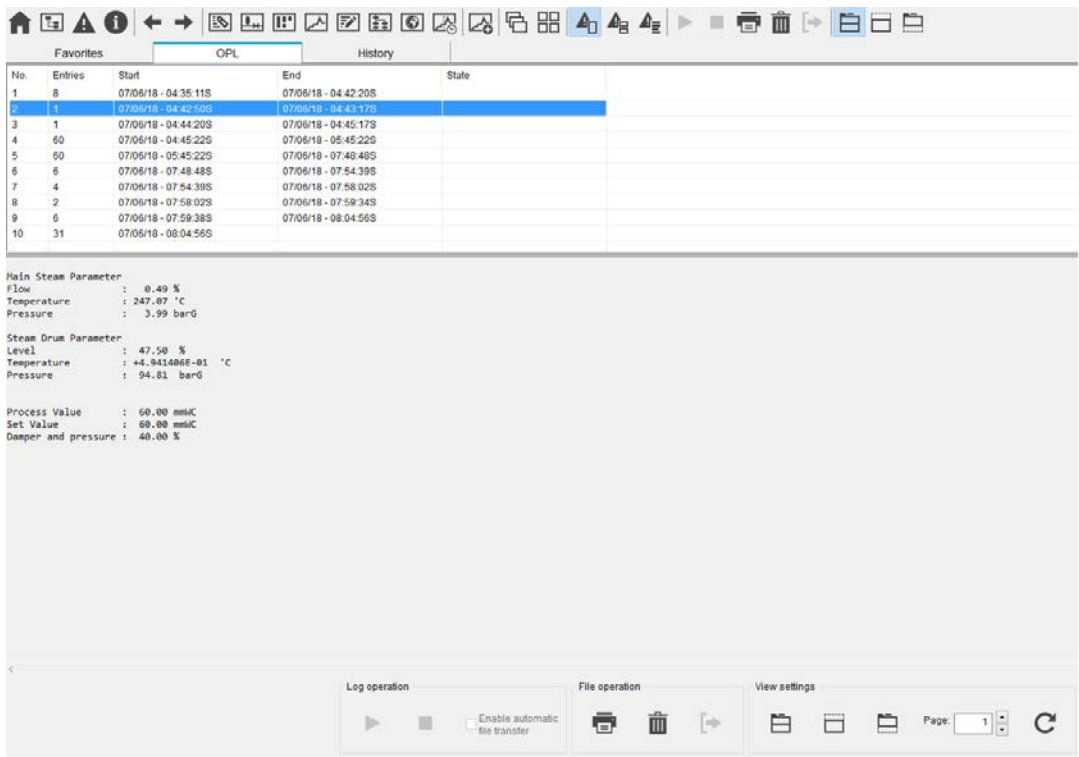 Favorites OPL History
No. Entries Start End State
1 8 07/06/18 - 04:35:11S 07/06/18 - 04:42:20S
2 1 07/06/18 - 04:42:50S 07/06/18 - 04:43:17S
3 1 07/06/18 - 04:44:20S 07/06/18 - 04:45:17S
4 60 07/06/18 - 04:45:22S 07/06/18 - 05:45:22S
5 60 07/06/18 - 05:45:22S 07/06/18 - 07:48:48S
6 6 07/06/18 - 07:48:48S 07/06/18 - 07:54:39S
7 4 07/06/18 - 07:54:39S 07/06/18 - 07:58:02S
8 2 07/06/18 - 07:58:02S 07/06/18 - 07:59:34S
9 6 07/06/18 - 07:59:38S 07/06/18 - 08:04:56S
10 31 07/06/18 - 08:04:56S
Main Steam Parameter
Flow : 0.49 %
Temperature : 247.07 °C
Pressure : 3.99 barG
Steam Drum Parameter
Level : 47.50 %
Temperature : +4.941406E-01 °C
Pressure : 94.81 barG
Process Value : 60.00 mmWC
Set Value : 60.00 mmWC
Damper and pressure : 40.00 %
Log operation File operation View settings
Enable automatic
file transfer
Page: 1